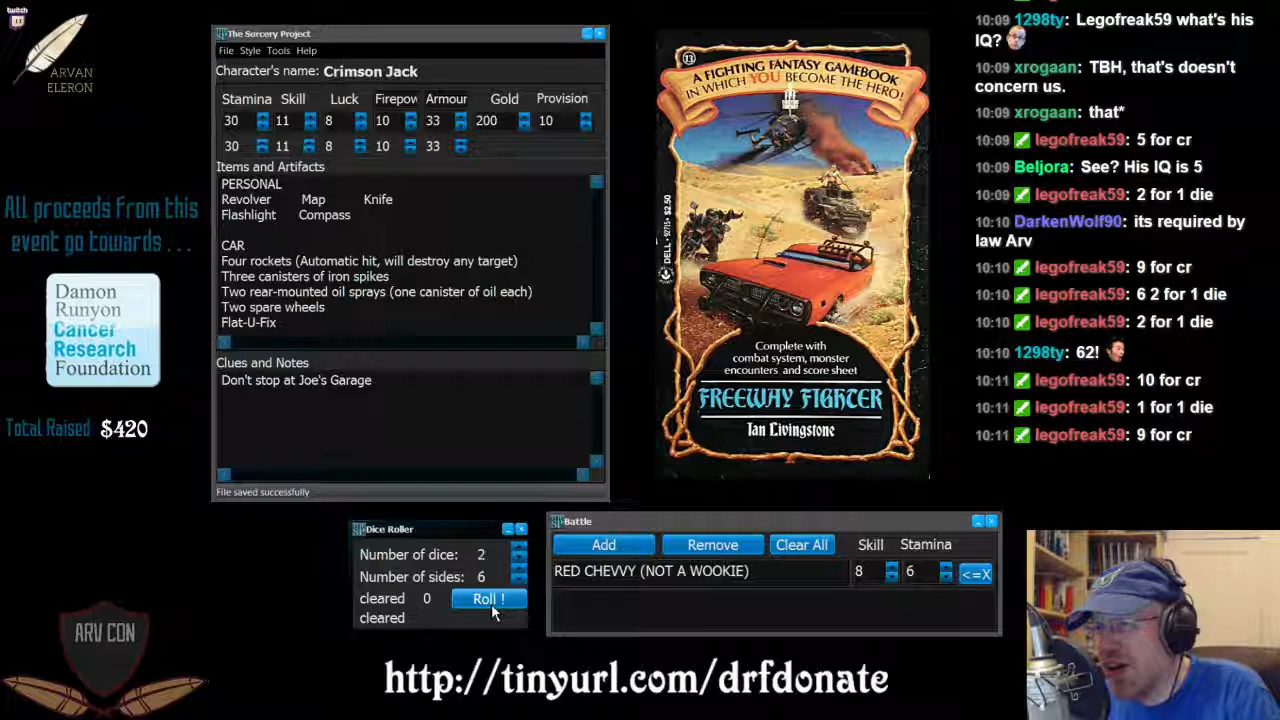 twitch
ARVAN
ELERON
All proceeds from this
event go towards . . .
Damon
Runyon
Cancer
Research
Foundation
Total Raised $420
ARV CON
The Sorcery Project
File Style Tools Help
Character's name: Crimson Jack
Stamina Skill Luck Firepow Armour Gold Provision
30 11 8 10 33 200 10
30 11 8 10 33
Items and Artifacts
PERSONAL
Revolver Map Knife
Flashlight Compass
CAR
Four rockets (Automatic hit, will destroy any target)
Three canisters of iron spikes
Two rear-mounted oil sprays (one canister of oil each)
Two spare wheels
Flat-U-Fix
Clues and Notes
Don't stop at Joe's Garage
File saved successfully
13
A FIGHTING FANTASY GAMEBOOK
IN WHICH YOU BECOME THE HERO!
DELL • 92715 • $2.50
Complete with
combat system, monster
encounters and score sheet
FREEWAY FIGHTER
Ian Livingstone
Dice Roller
Number of dice: 2
Number of sides: 6
cleared 0 Roll !
cleared
Battle
Add Remove Clear All Skill Stamina
RED CHEVVY (NOT A WOOKIE) 8 6 <=X
http://tinyurl.com/drfdonate
10:09 1298ty: Legofreak59 what's his
IQ?
10:09 xrogaan: TBH, that's doesn't
concern us.
10:09 xrogaan: that*
10:09 legofreak59: 5 for cr
10:09 Beljora: See? His IQ is 5
10:09 legofreak59: 2 for 1 die
10:10 DarkenWolf90: its required by
law Arv
10:10 legofreak59: 9 for cr
10:10 legofreak59: 6 2 for 1 die
10:10 legofreak59: 2 for 1 die
10:10 1298ty: 62!
10:11 legofreak59: 10 for cr
10:11 legofreak59: 1 for 1 die
10:11 legofreak59: 9 for cr